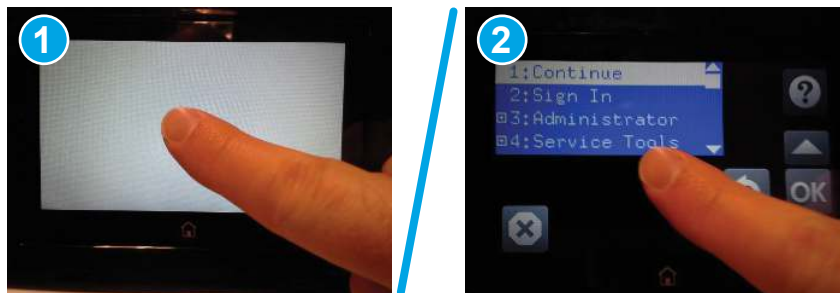 1
2
1:Continue
2:Sign In
3:Administrator
4:Service Tools
?
OK